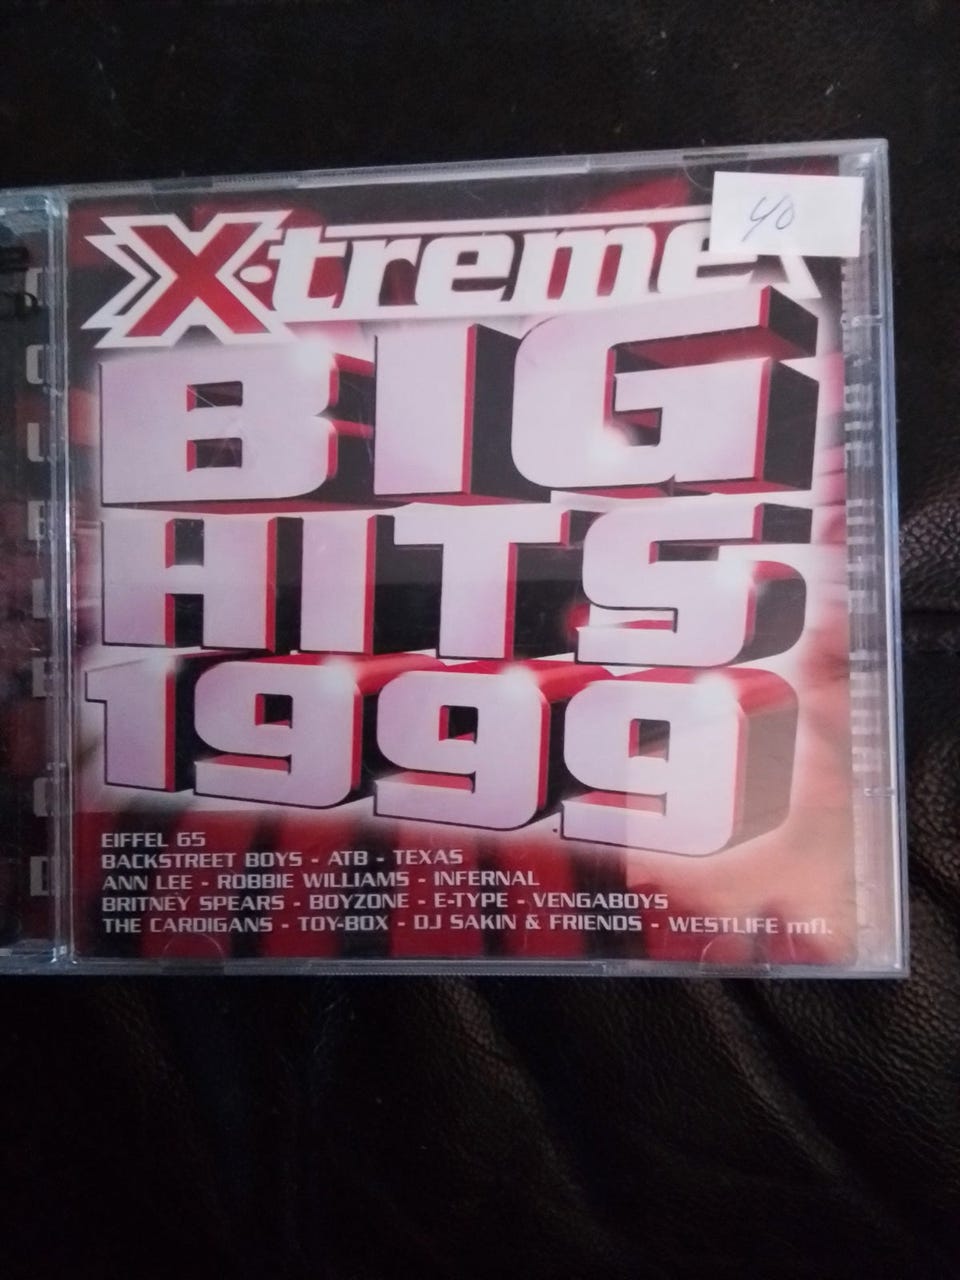 40
X-treme
BIG
HITS
1999
EIFFEL 65
BACKSTREET BOYS - ATB - TEXAS
ANN LEE - ROBBIE WILLIAMS - INFERNAL
BRITNEY SPEARS - BOYZONE - E-TYPE - VENGABOYS
THE CARDIGANS - TOY-BOX - DJ SAKIN & FRIENDS - WESTLIFE mfl.